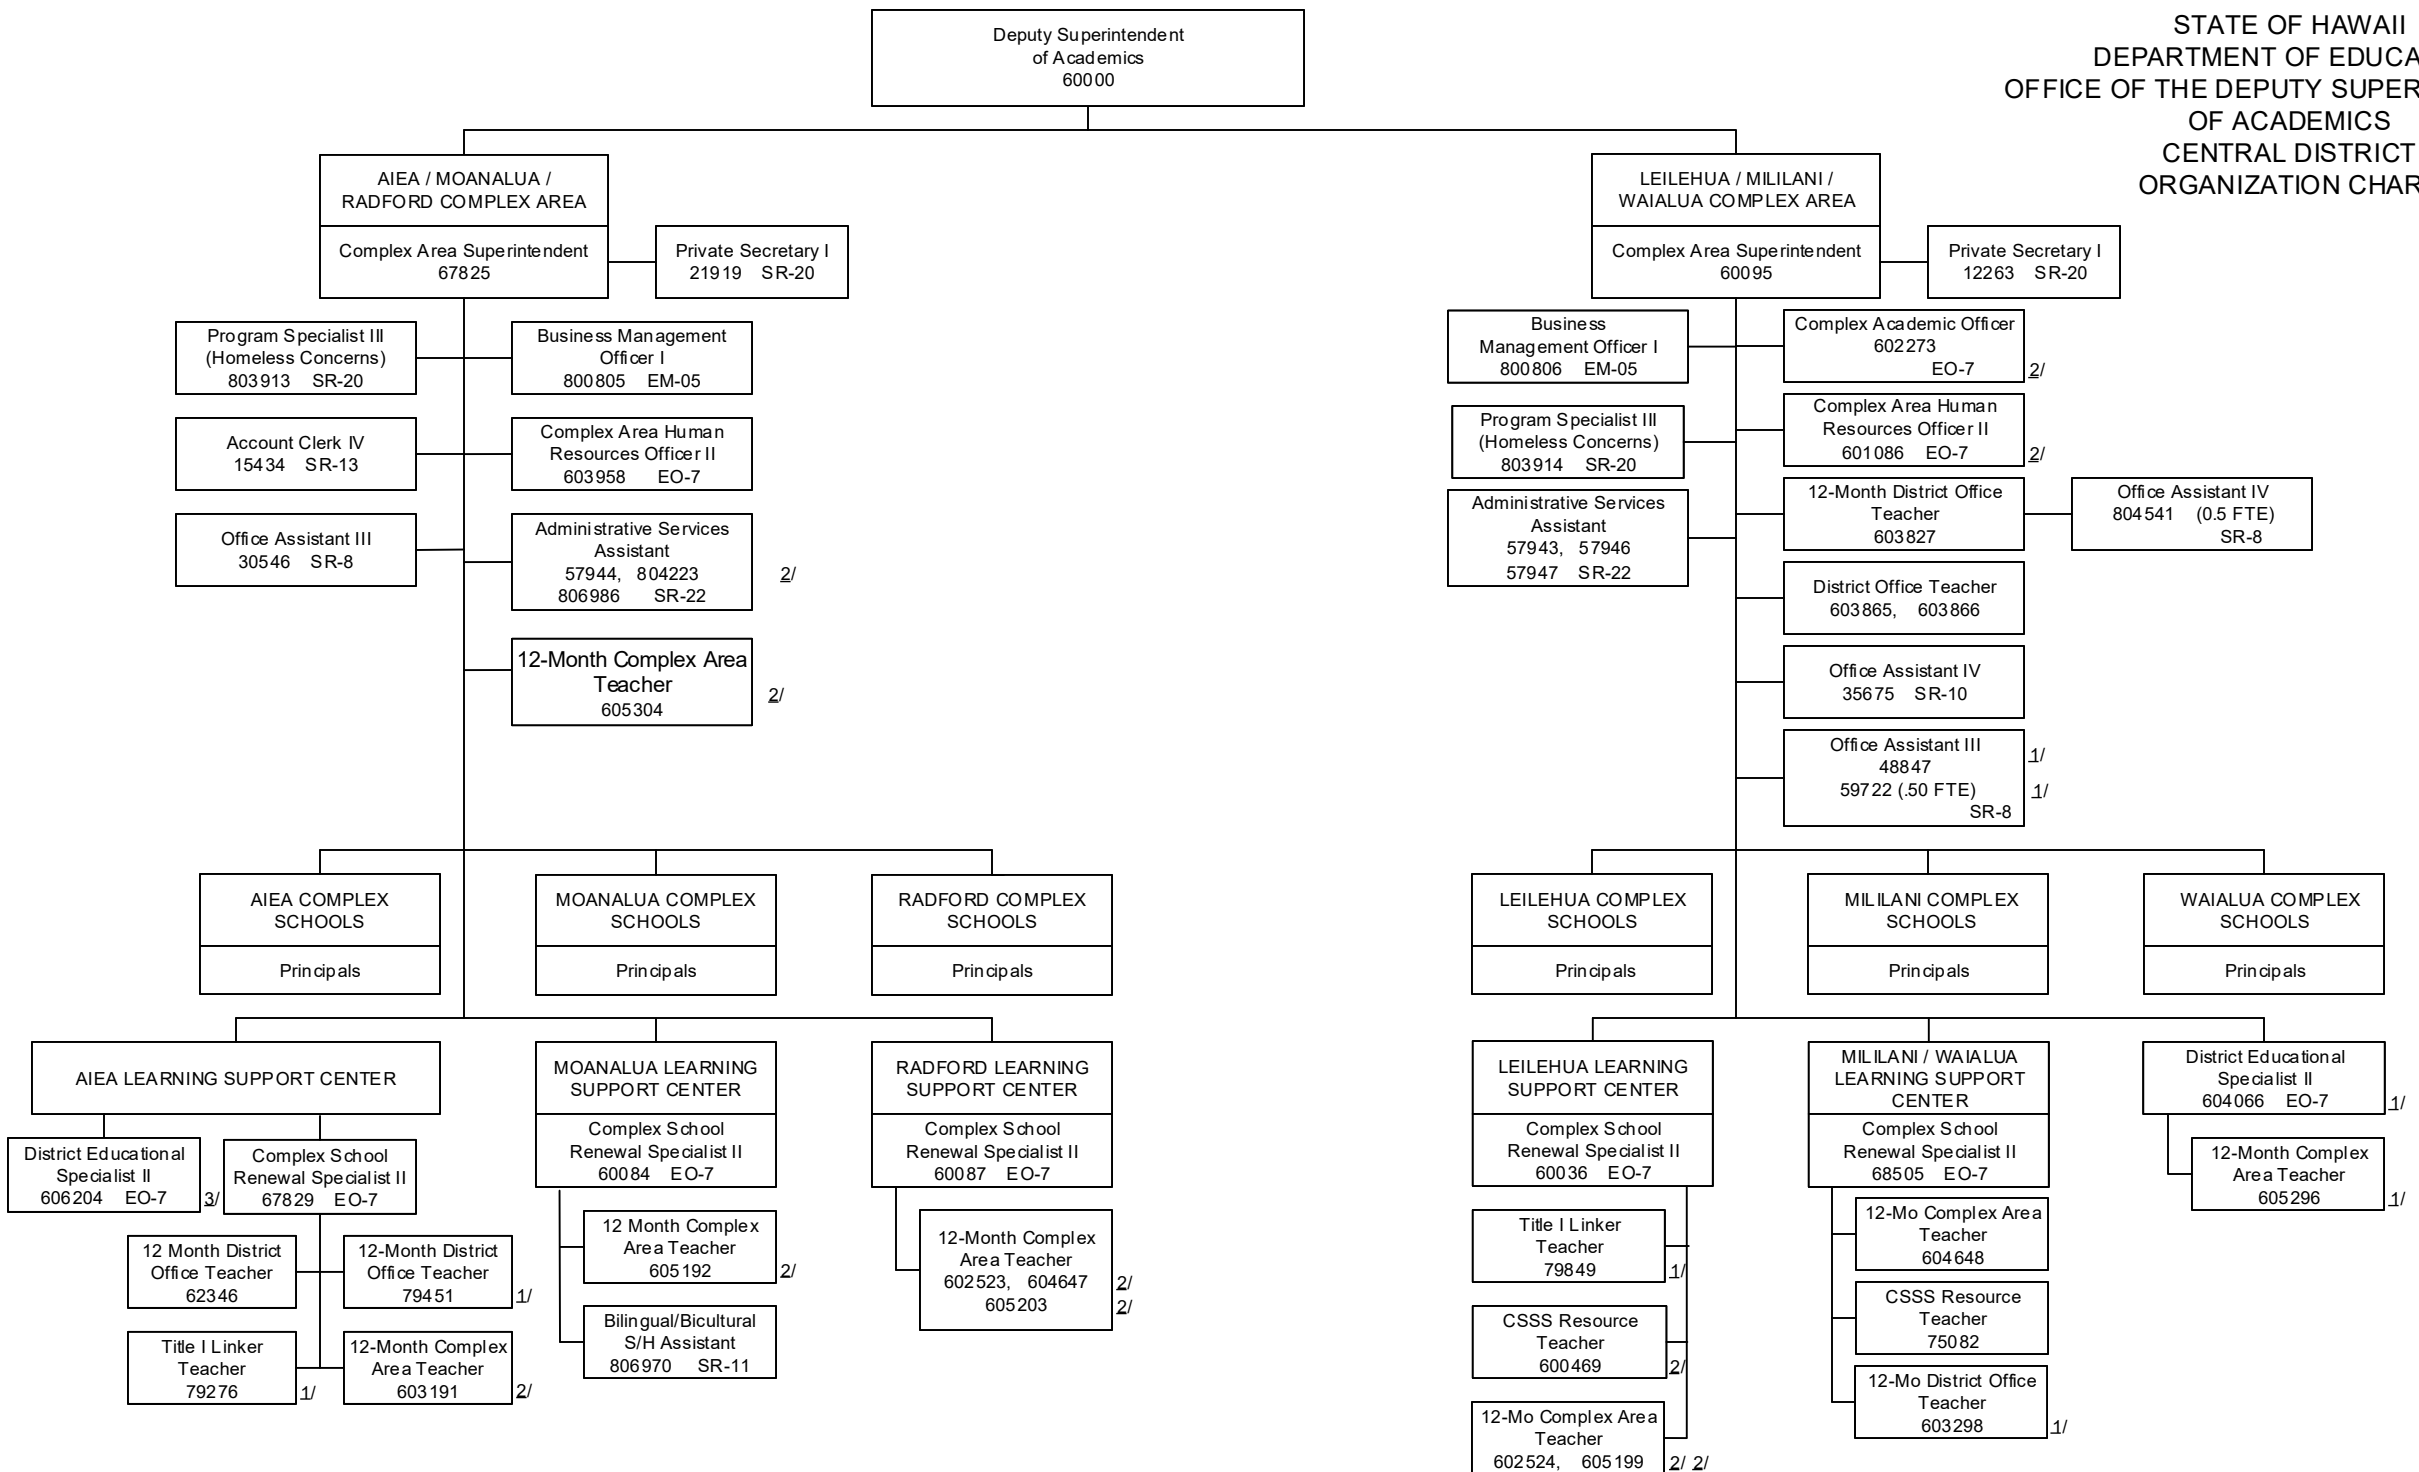 Deputy Superintendent
of Academics
60000
STATE OF HAWAII
DEPARTMENT OF EDUCA
OFFICE OF THE DEPUTY SUPER
OF ACADEMICS
CENTRAL DISTRICT
ORGANIZATION CHAR
AIEA / MOANALUA /
RADFORD COMPLEX AREA
Complex Area Superintendent
67825
Private Secretary I
21919 SR-20
Program Specialist III
(Homeless Concerns)
803913 SR-20
Business Management
Officer I
800805 EM-05
Account Clerk IV
15434 SR-13
Complex Area Human
Resources Officer II
603958 EO-7
Office Assistant III
30546 SR-8
Administrative Services
Assistant
57944, 804223
806986 SR-22
2/
12-Month Complex Area
Teacher
605304
2/
AIEA COMPLEX
SCHOOLS
Principals
MOANALUA COMPLEX
SCHOOLS
Principals
RADFORD COMPLEX
SCHOOLS
Principals
AIEA LEARNING SUPPORT CENTER
District Educational
Specialist II
606204 EO-7
3/
Complex School
Renewal Specialist II
67829 EO-7
12 Month District
Office Teacher
62346
12-Month District
Office Teacher
79451
1/
Title I Linker
Teacher
79276
1/
12-Month Complex
Area Teacher
603191
2/
MOANALUA LEARNING
SUPPORT CENTER
Complex School
Renewal Specialist II
60084 EO-7
12 Month Complex
Area Teacher
605192
2/
Bilingual/Bicultural
S/H Assistant
806970 SR-11
RADFORD LEARNING
SUPPORT CENTER
Complex School
Renewal Specialist II
60087 EO-7
12-Month Complex
Area Teacher
602523, 604647
605203
2/
2/
LEILEHUA / MILILANI /
WAIALUA COMPLEX AREA
Complex Area Superintendent
60095
Private Secretary I
12263 SR-20
Business
Management Officer I
800806 EM-05
Complex Academic Officer
602273
EO-7
2/
Program Specialist III
(Homeless Concerns)
803914 SR-20
Complex Area Human
Resources Officer II
601086 EO-7
2/
Administrative Services
Assistant
57943, 57946
57947 SR-22
12-Month District Office
Teacher
603827
Office Assistant IV
804541 (0.5 FTE)
SR-8
District Office Teacher
603865, 603866
Office Assistant IV
35675 SR-10
Office Assistant III
48847
59722 (.50 FTE)
SR-8
1/
1/
LEILEHUA COMPLEX
SCHOOLS
Principals
MILILANI COMPLEX
SCHOOLS
Principals
WAIALUA COMPLEX
SCHOOLS
Principals
LEILEHUA LEARNING
SUPPORT CENTER
Complex School
Renewal Specialist II
60036 EO-7
Title I Linker
Teacher
79849
1/
CSSS Resource
Teacher
600469
2/
12-Mo Complex Area
Teacher
602524, 605199
2/ 2/
MILILANI / WAIALUA
LEARNING SUPPORT
CENTER
Complex School
Renewal Specialist II
68505 EO-7
12-Mo Complex Area
Teacher
604648
CSSS Resource
Teacher
75082
12-Mo District Office
Teacher
603298
1/
District Educational
Specialist II
604066 EO-7
1/
12-Month Complex
Area Teacher
605296
1/